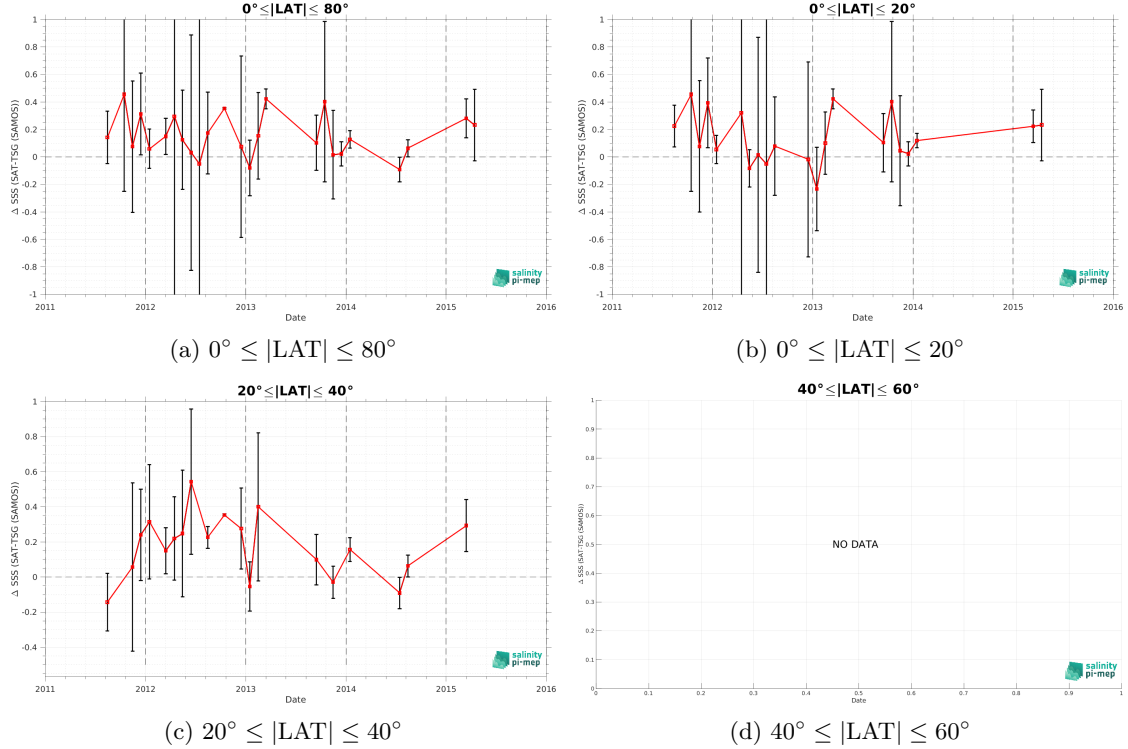 0°≤|LAT|≤ 80°
Δ SSS (SAT-TSG (SAMOS))
1
0.8
0.6
0.4
0.2
0
-0.2
-0.4
-0.6
-0.8
-1
2011 2012 2013 2014 2015 2016
Date
salinity
pi-mep
(a) 0° ≤ |LAT| ≤ 80°
0°≤|LAT|≤ 20°
Δ SSS (SAT-TSG (SAMOS))
1
0.8
0.6
0.4
0.2
0
-0.2
-0.4
-0.6
-0.8
-1
2011 2012 2013 2014 2015 2016
Date
salinity
pi-mep
(b) 0° ≤ |LAT| ≤ 20°
20°≤|LAT|≤ 40°
Δ SSS (SAT-TSG (SAMOS))
1
0.8
0.6
0.4
0.2
0
-0.2
-0.4
2011 2012 2013 2014 2015 2016
Date
salinity
pi-mep
(c) 20° ≤ |LAT| ≤ 40°
40°≤|LAT|≤ 60°
Δ SSS (SAT-TSG (SAMOS))
1
0.9
0.8
0.7
0.6
0.5
0.4
0.3
0.2
0.1
0
NO DATA
0 0.1 0.2 0.3 0.4 0.5 0.6 0.7 0.8 0.9 1
Date
salinity
pi-mep
(d) 40° ≤ |LAT| ≤ 60°